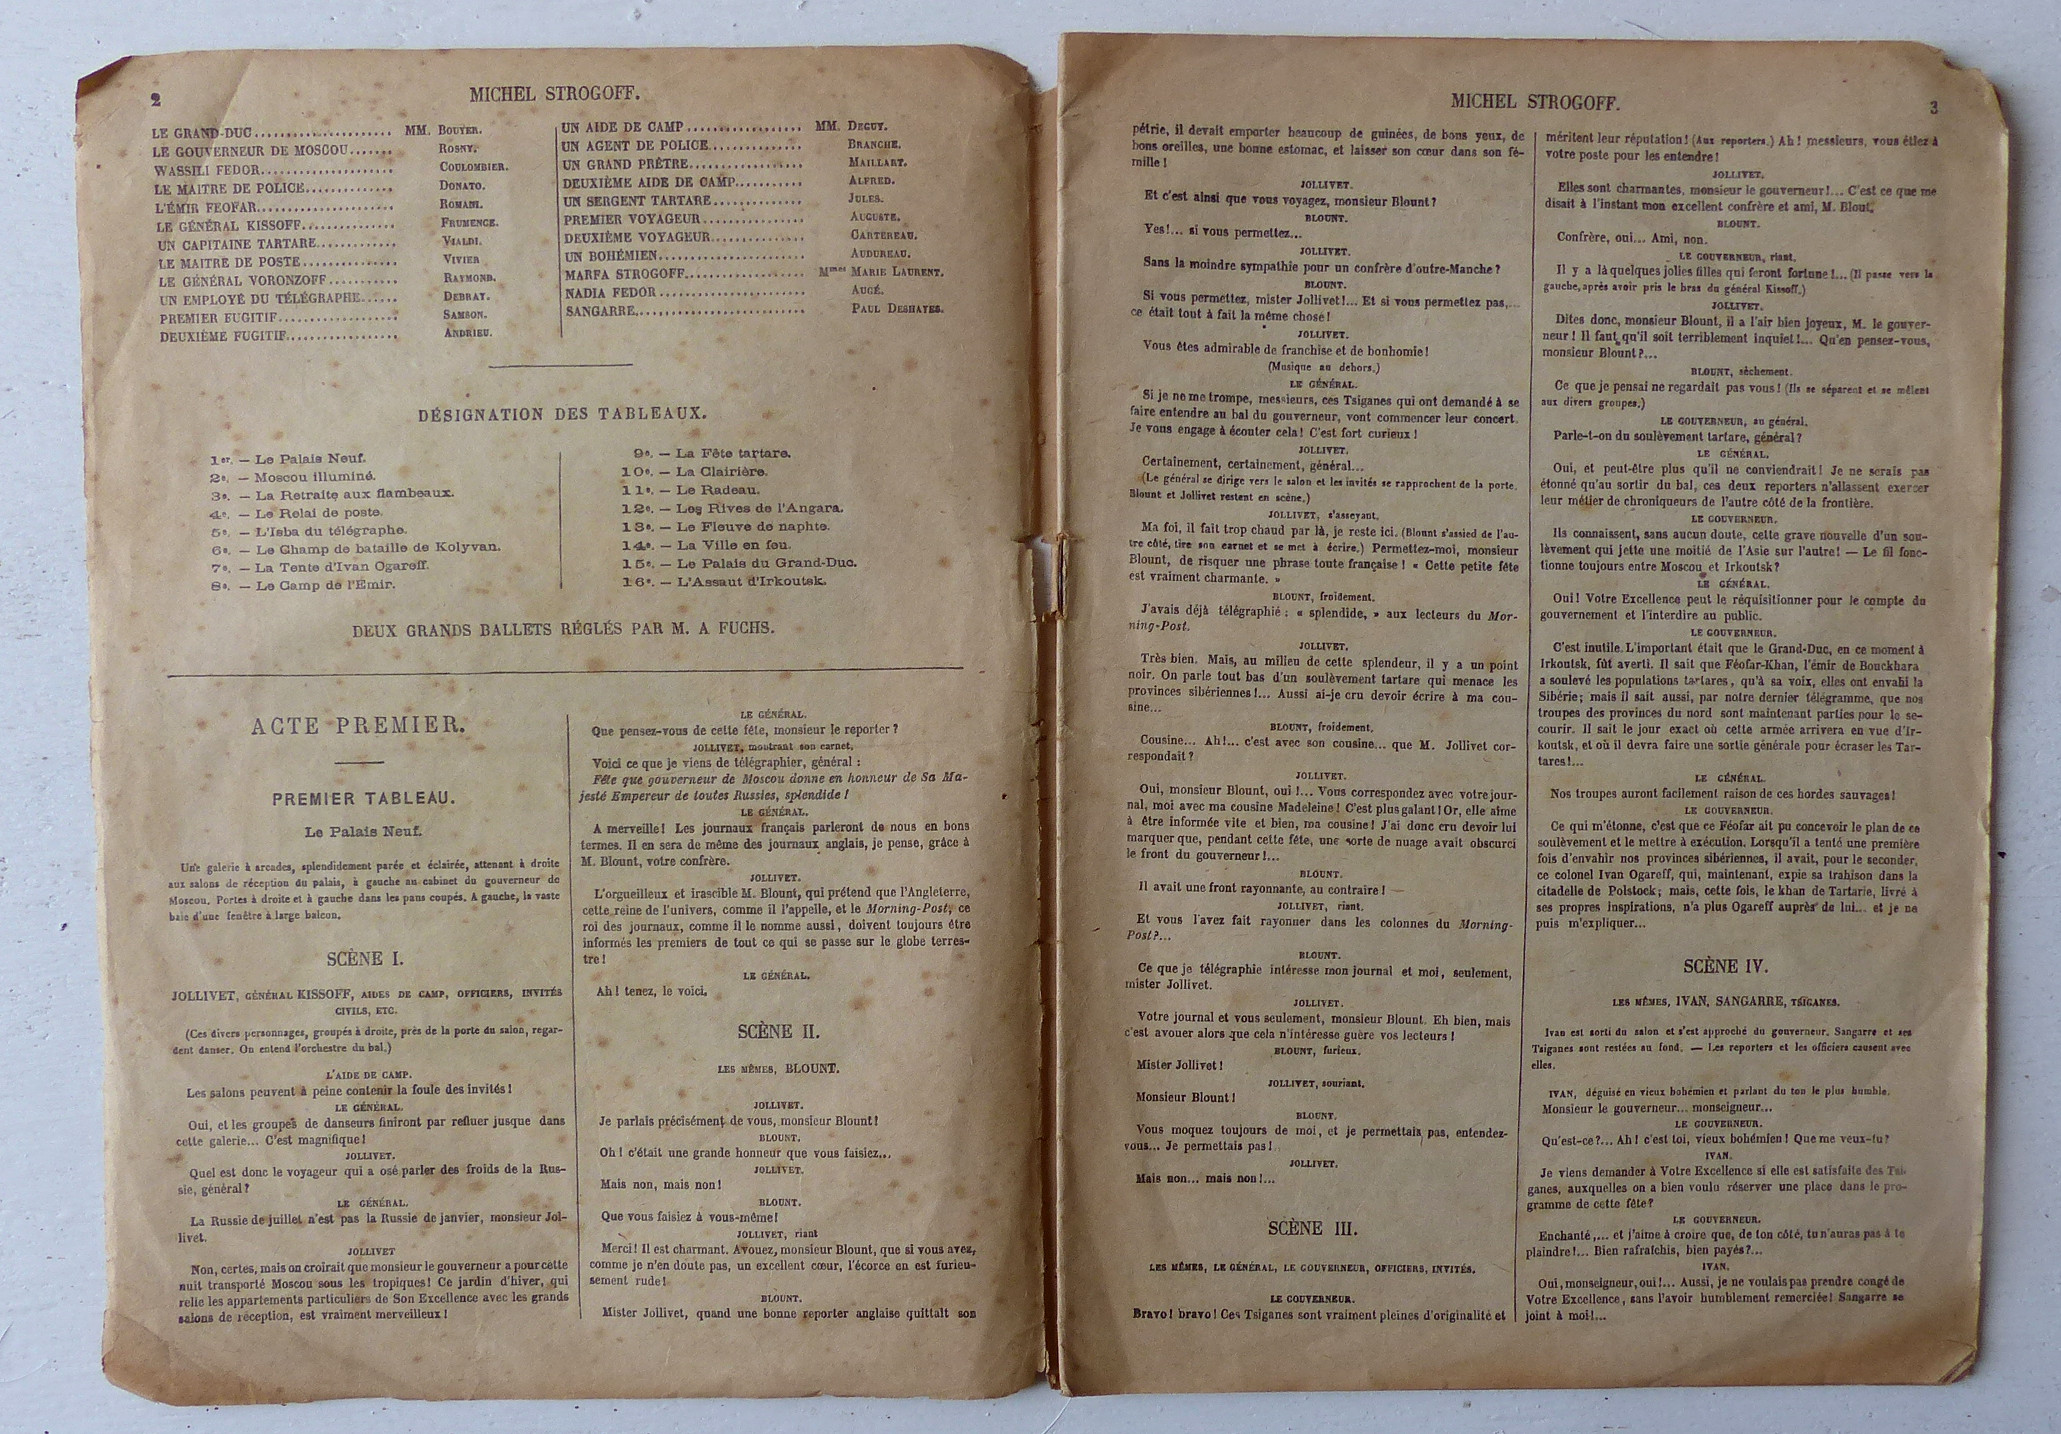 2
MICHEL STROGOFF.
LE GRAND-DUC.................... MM. BOUYER.
LE GOUVERNEUR DE MOSCOU....... ROSNY.
WASSILI FEDOR.................... COULOMBIER.
LE MAITRE DE POLICE............. DONATO.
L'ÉMIR FEOFAR.................... ROMANI.
LE GÉNÉRAL KISSOFF.............. FRUMENCE.
UN CAPITAINE TARTARE............ VIALDI.
LE MAITRE DE POSTE.............. VIVIER
LE GÉNÉRAL VORONZOFF.......... RAYMOND.
UN EMPLOYÉ DU TÉLÉGRAPHE...... DEBRAY.
PREMIER FUGITIF.................. SAMSON.
DEUXIÈME FUGITIF................. ANDRIEU.
UN AIDE DE CAMP................. MM. DEGUY.
UN AGENT DE POLICE.............. BRANCHE.
UN GRAND PRÊTRE................. MAILLART.
DEUXIÈME AIDE DE CAMP.......... ALFRED.
UN SERGENT TARTARE............. JULES.
PREMIER VOYAGEUR............... AUGUSTE.
DEUXIÈME VOYAGEUR.............. CARTEREAU.
UN BOHÉMIEN..................... AUDUREAU.
MARFA STROGOFF................. Mmes MARIE LAURENT.
NADIA FEDOR..................... AUGÉ.
SANGARRE........................ PAUL DESHAYES.
DÉSIGNATION DES TABLEAUX.
1er. — Le Palais Neuf.
2e. — Moscou illuminé.
3e. — La Retraite aux flambeaux.
4e. — Le Relai de poste.
5e. — L'Isba du télégraphe.
6e. — Le Champ de bataille de Kolyvan.
7e. — La Tente d'Ivan Ogareff.
8e. — Le Camp de l'Émir.
9e. — La Fête tartare.
10e. — La Clairière.
11e. — Le Radeau.
12e. — Les Rives de l'Angara.
13e. — Le Fleuve de naphte.
14e. — La Ville en feu.
15e. — Le Palais du Grand-Duc.
16e. — L'Assaut d'Irkoutsk.
DEUX GRANDS BALLETS RÉGLÉS PAR M. A FUCHS.
ACTE PREMIER.
PREMIER TABLEAU.
Le Palais Neuf.
Une galerie à arcades, splendidement parée et éclairée, attenant à droite
aux salons de réception du palais, à gauche au cabinet du gouverneur de
Moscou. Portes à droite et à gauche dans les pans coupés. A gauche, la vaste
baie d'une fenêtre à large balcon.
SCÈNE I.
JOLLIVET, GÉNÉRAL KISSOFF, AIDES DE CAMP, OFFICIERS, INVITÉS
CIVILS, ETC.
(Ces divers personnages, groupés à droite, près de la porte du salon, regar-
dent danser. On entend l'orchestre du bal.)
L'AIDE DE CAMP.
Les salons peuvent à peine contenir la foule des invités !
LE GÉNÉRAL.
Oui, et les groupes de danseurs finiront par refluer jusque dans
cette galerie... C'est magnifique !
JOLLIVET.
Quel est donc le voyageur qui a osé parler des froids de la Rus-
sie, général ?
LE GÉNÉRAL.
La Russie de juillet n'est pas la Russie de janvier, monsieur Jol-
livet.
JOLLIVET
Non, certes, mais on croirait que monsieur le gouverneur a pour cette
nuit transporté Moscou sous les tropiques ! Ce jardin d'hiver, qui
relie les appartements particuliers de Son Excellence avec les grands
salons de réception, est vraiment merveilleux !
LE GÉNÉRAL.
Que pensez-vous de cette fête, monsieur le reporter ?
JOLLIVET, montrant son carnet.
Voici ce que je viens de télégraphier, général :
Fête que gouverneur de Moscou donne en honneur de Sa Ma-
jesté Empereur de toutes Russies, splendide !
LE GÉNÉRAL.
A merveille ! Les journaux français parleront de nous en bons
termes. Il en sera de même des journaux anglais, je pense, grâce à
M. Blount, votre confrère.
JOLLIVET.
L'orgueilleux et irascible M. Blount, qui prétend que l'Angleterre,
cette reine de l'univers, comme il l'appelle, et le Morning-Post, ce
roi des journaux, comme il le nomme aussi, doivent toujours être
informés les premiers de tout ce qui se passe sur le globe terres-
tre !
LE GÉNÉRAL.
Ah ! tenez, le voici.
SCÈNE II.
LES MÊMES, BLOUNT.
JOLLIVET.
Je parlais précisément de vous, monsieur Blount !
BLOUNT.
Oh ! c'était une grande honneur que vous faisiez...
JOLLIVET.
Mais non, mais non !
BLOUNT.
Que vous faisiez à vous-même !
JOLLIVET, riant
Merci ! Il est charmant. Avouez, monsieur Blount, que si vous avez,
comme je n'en doute pas, un excellent cœur, l'écorce en est furieu-
sement rude !
BLOUNT.
Mister Jollivet, quand une bonne reporter anglaise quittait son
MICHEL STROGOFF.
3
pétrie, il devait emporter beaucoup de guinées, de bons yeux, de
bons oreilles, une bonne estomac, et laisser son cœur dans son fé-
mille !
JOLLIVET.
Et c'est ainsi que vous voyagez, monsieur Blount ?
BLOUNT.
Yes !... si vous permettez...
JOLLIVET.
Sans la moindre sympathie pour un confrère d'outre-Manche ?
BLOUNT.
Si vous permettez, mister Jollivet !... Et si vous permettez pas,...
ce était tout à fait la même chose !
JOLLIVET.
Vous êtes admirable de franchise et de bonhomie !
(Musique au dehors.)
LE GÉNÉRAL.
Si je ne me trompe, messieurs, ces Tsiganes qui ont demandé à se
faire entendre au bal du gouverneur, vont commencer leur concert.
Je vous engage à écouter cela ! C'est fort curieux !
JOLLIVET.
Certainement, certainement, général...
(Le général se dirige vers le salon et les invités se rapprochent de la porte.
Blount et Jollivet restent en scène.)
JOLLIVET, s'asseyant.
Ma foi, il fait trop chaud par là, je reste ici. (Blount s'assied de l'au-
tre côté, tire son carnet et se met à écrire.) Permettez-moi, monsieur
Blount, de risquer une phrase toute française ! « Cette petite fête
est vraiment charmante. »
BLOUNT, froidement.
J'avais déjà télégraphié : « splendide, » aux lecteurs du Mor-
ning-Post.
JOLLIVET.
Très bien. Mais, au milieu de cette splendeur, il y a un point
noir. On parle tout bas d'un soulèvement tartare qui menace les
provinces sibériennes !... Aussi ai-je cru devoir écrire à ma cou-
sine...
BLOUNT, froidement.
Cousine... Ah !... c'est avec son cousine... que M. Jollivet cor-
respondait ?
JOLLIVET.
Oui, monsieur Blount, oui !... Vous correspondez avec votre jour-
nal, moi avec ma cousine Madeleine ! C'est plus galant ! Or, elle aime
à être informée vite et bien, ma cousine ! J'ai donc cru devoir lui
marquer que, pendant cette fête, une sorte de nuage avait obscurci
le front du gouverneur !...
BLOUNT.
Il avait une front rayonnante, au contraire ! —
JOLLIVET, riant.
Et vous l'avez fait rayonner dans les colonnes du Morning-
Post ?...
BLOUNT.
Ce que je télégraphie intéresse mon journal et moi, seulement,
mister Jollivet.
JOLLIVET.
Votre journal et vous seulement, monsieur Blount. Eh bien, mais
c'est avouer alors que cela n'intéresse guère vos lecteurs !
BLOUNT, furieux.
Mister Jollivet !
JOLLIVET, souriant.
Monsieur Blount !
BLOUNT.
Vous moquez toujours de moi, et je permettais pas, entendez-
vous... Je permettais pas !
JOLLIVET.
Mais non... mais non !...
SCÈNE III.
LES MÊMES, LE GÉNÉRAL, LE GOUVERNEUR, OFFICIERS, INVITÉS.
LE GOUVERNEUR.
Bravo ! bravo ! Ces Tsiganes sont vraiment pleines d'originalité et
méritent leur réputation ! (Aux reporters.) Ah ! messieurs, vous étiez à
votre poste pour les entendre !
JOLLIVET.
Elles sont charmantes, monsieur le gouverneur !... C'est ce que me
disait à l'instant mon excellent confrère et ami, M. Blout.
BLOUNT.
Confrère, oui... Ami, non.
LE GOUVERNEUR, riant.
Il y a là quelques jolies filles qui feront fortune !... (Il passe vers la
gauche, après avoir pris le bras du général Kissoff.)
JOLLIVET.
Dites donc, monsieur Blount, il a l'air bien joyeux, M. le gouver-
neur ! Il faut qu'il soit terriblement inquiet !... Qu'en pensez-vous,
monsieur Blount ?...
BLOUNT, sèchement.
Ce que je pensai ne regardait pas vous ! (Ils se séparent et se mêlent
aux divers groupes.)
LE GOUVERNEUR, au général.
Parle-t-on du soulèvement tartare, général ?
LE GÉNÉRAL.
Oui, et peut-être plus qu'il ne conviendrait ! Je ne serais pas
étonné qu'au sortir du bal, ces deux reporters n'allassent exercer
leur métier de chroniqueurs de l'autre côté de la frontière.
LE GOUVERNEUR.
Ils connaissent, sans aucun doute, cette grave nouvelle d'un sou-
lèvement qui jette une moitié de l'Asie sur l'autre ! — Le fil fonc-
tionne toujours entre Moscou et Irkoutsk ?
LE GÉNÉRAL.
Oui ! Votre Excellence peut le réquisitionner pour le compte du
gouvernement et l'interdire au public.
LE GOUVERNEUR.
C'est inutile. L'important était que le Grand-Duc, en ce moment à
Irkoutsk, fût averti. Il sait que Féofar-Khan, l'émir de Bouckhara
a soulevé les populations tartares, qu'à sa voix, elles ont envahi la
Sibérie ; mais il sait aussi, par notre dernier télégramme, que nos
troupes des provinces du nord sont maintenant parties pour le se-
courir. Il sait le jour exact où cette armée arrivera en vue d'Ir-
koutsk, et où il devra faire une sortie générale pour écraser les Tar-
tares !...
LE GÉNÉRAL.
Nos troupes auront facilement raison de ces hordes sauvages !
LE GOUVERNEUR.
Ce qui m'étonne, c'est que ce Féofar ait pu concevoir le plan de ce
soulèvement et le mettre à exécution. Lorsqu'il a tenté une première
fois d'envahir nos provinces sibériennes, il avait, pour le seconder,
ce colonel Ivan Ogareff, qui, maintenant, expie sa trahison dans la
citadelle de Polstock ; mais, cette fois, le khan de Tartarie, livré à
ses propres inspirations, n'a plus Ogareff auprès de lui... et je ne
puis m'expliquer...
SCÈNE IV.
LES MÊMES, IVAN, SANGARRE, TSIGANES.
Ivan est sorti du salon et s'est approché du gouverneur. Sangarre et ses
Tsiganes sont restées au fond. — Les reporters et les officiers causent avec
elles.
IVAN, déguisé en vieux bohémien et parlant du ton le plus humble.
Monsieur le gouverneur... monseigneur...
LE GOUVERNEUR.
Qu'est-ce ?... Ah ! c'est toi, vieux bohémien ! Que me veux-tu ?
IVAN.
Je viens demander à Votre Excellence si elle est satisfaite des Tsi-
ganes, auxquelles on a bien voulu réserver une place dans le pro-
gramme de cette fête ?
LE GOUVERNEUR.
Enchanté,... et j'aime à croire que, de ton côté, tu n'auras pas à te
plaindre !... Bien rafraîchis, bien payés ?...
IVAN.
Oui, monseigneur, oui !... Aussi, je ne voulais pas prendre congé de
Votre Excellence, sans l'avoir humblement remerciée ! Sangarre se
joint à moi !...